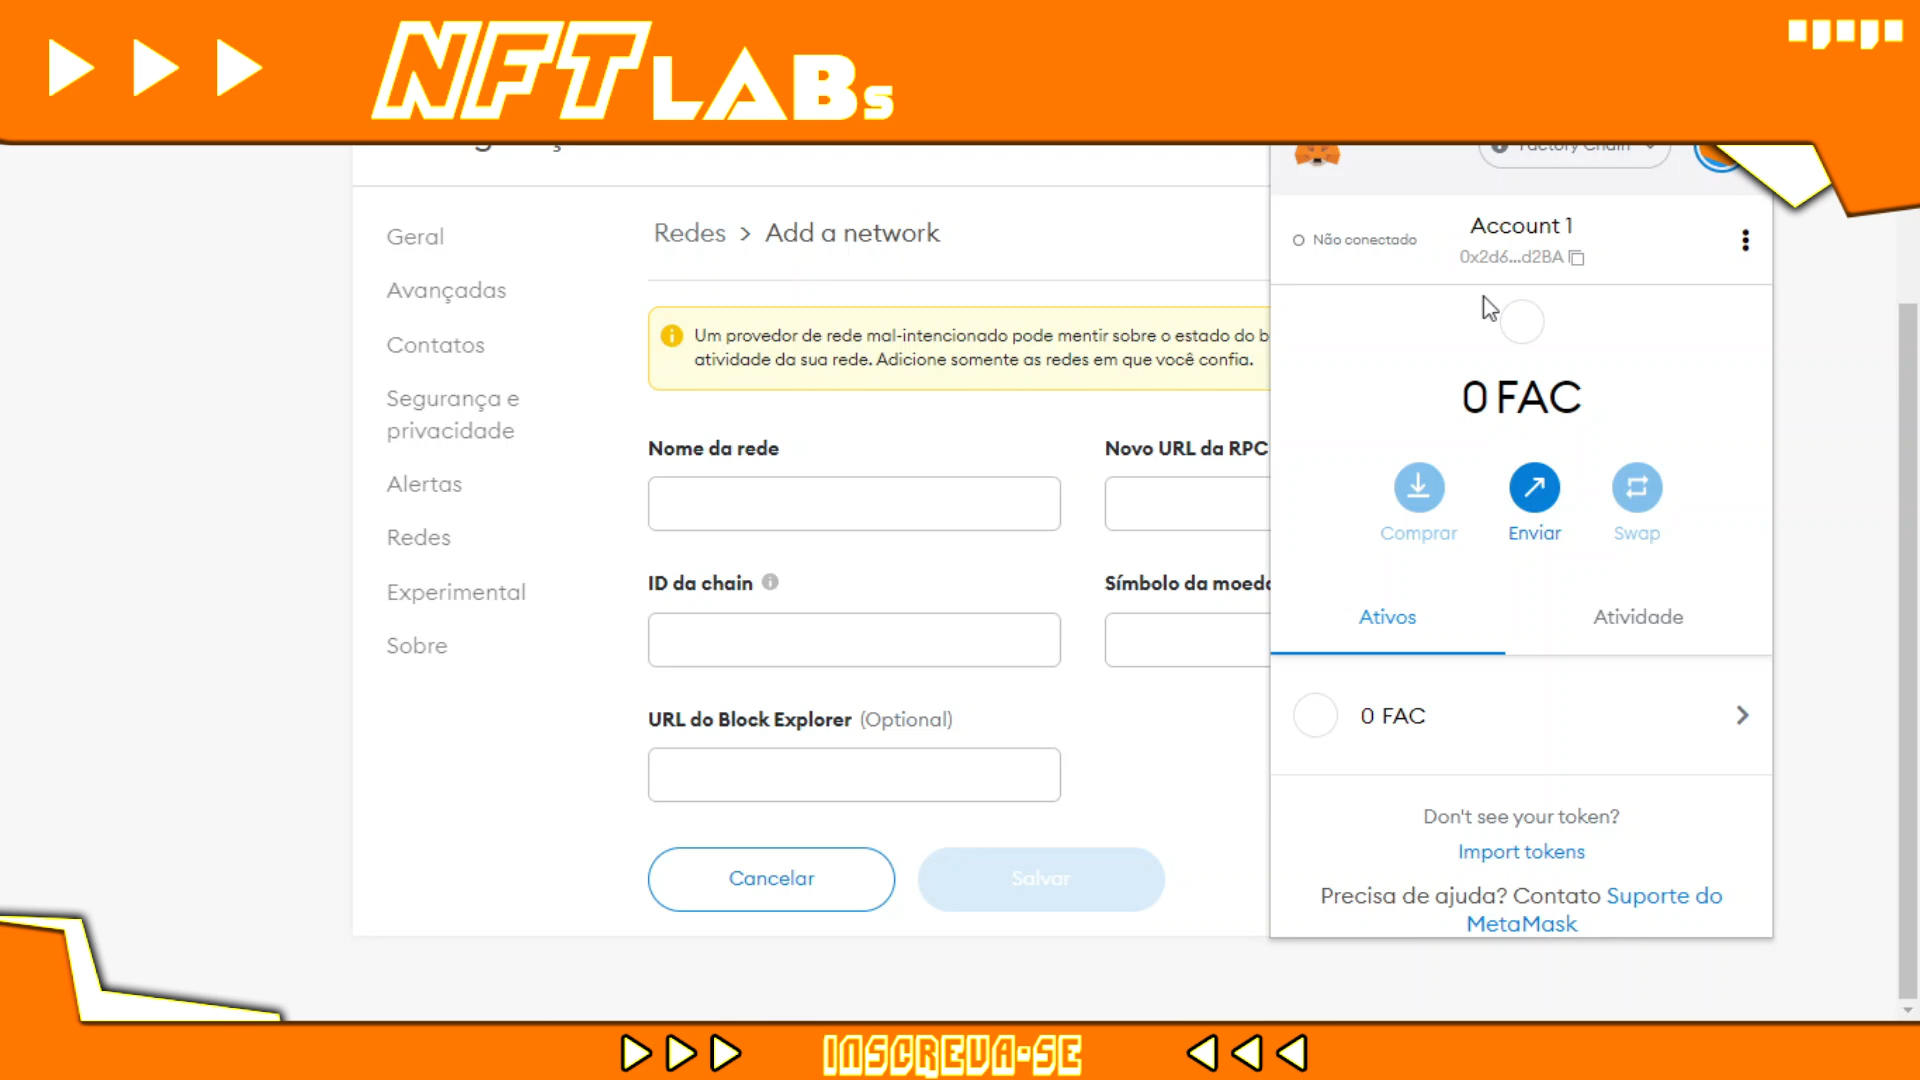 NFT LABs
Factory Chain
Geral
Avançadas
Contatos
Segurança e
privacidade
Alertas
Redes
Experimental
Sobre
Redes > Add a network
Um provedor de rede mal-intencionado pode mentir sobre o estado do b
atividade da sua rede. Adicione somente as redes em que você confia.
Nome da rede
Novo URL da RPC
ID da chain
Símbolo da moeda
URL do Block Explorer (Optional)
Cancelar
Salvar
Não conectado
Account 1
0x2d6...d2BA
0 FAC
Comprar
Enviar
Swap
Ativos
Atividade
0 FAC
Don't see your token?
Import tokens
Precisa de ajuda? Contato Suporte do
MetaMask
INSCREVA-SE